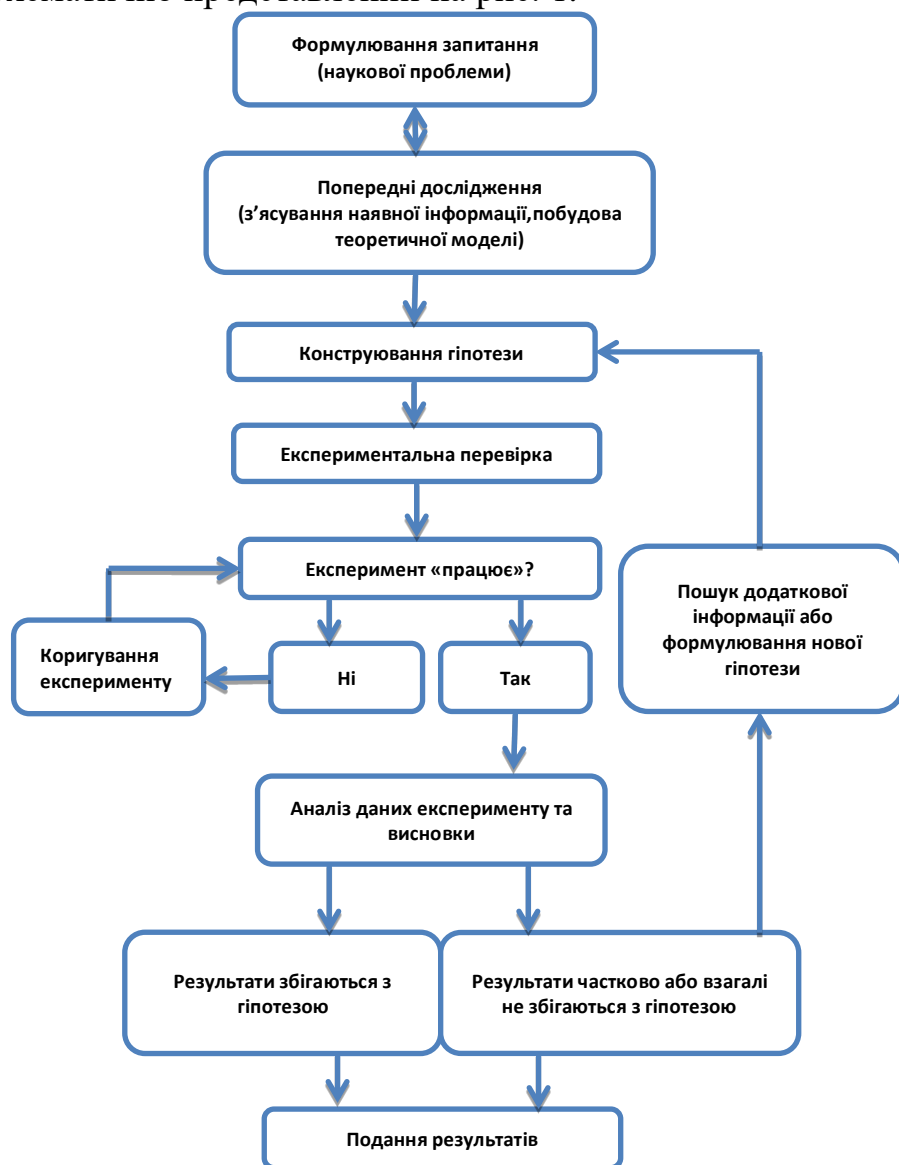 Формулювання запитання
(наукової проблеми)
Попередні дослідження
(з’ясування наявної інформації,побудова
теоретичної моделі)
Конструювання гіпотези
Експериментальна перевірка
Експеримент «працює»?
Пошук додаткової
інформації або
формулювання нової
гіпотези
Коригування
експерименту
Ні
Так
Аналіз даних експерименту та
висновки
Результати збігаються з
гіпотезою
Результати частково або взагалі
не збігаються з гіпотезою
Подання результатів